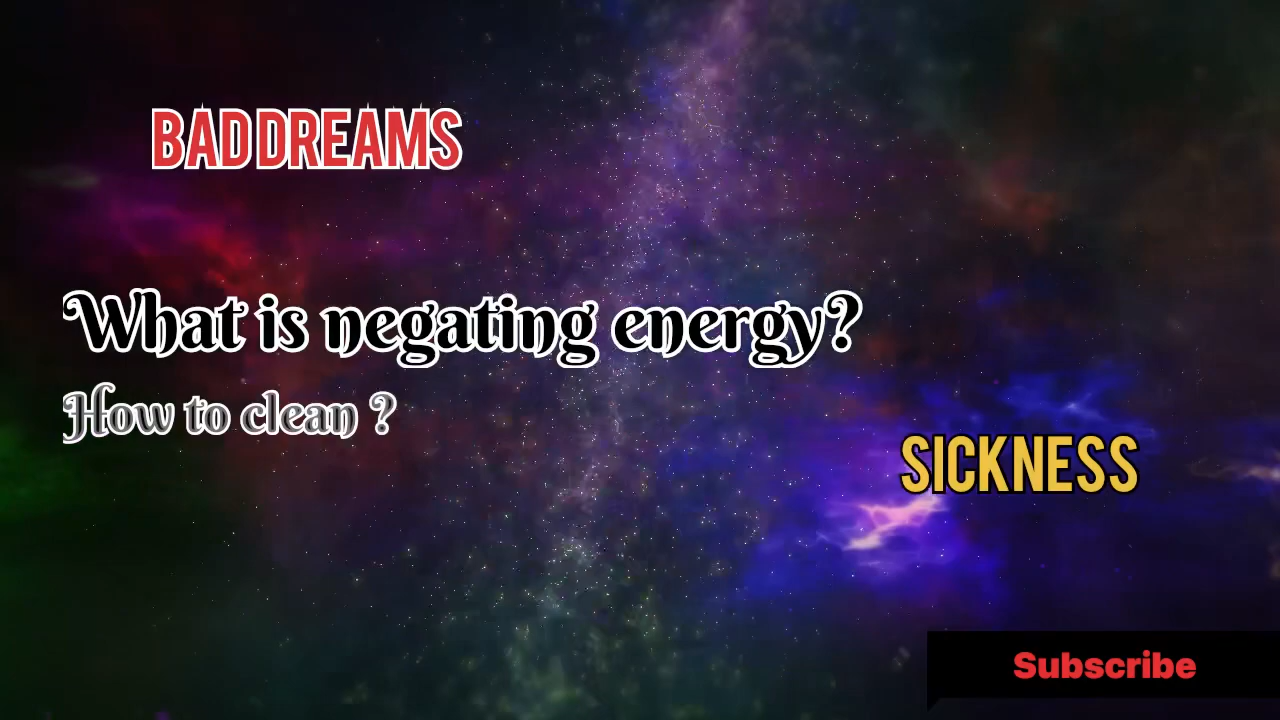 BAD DREAMS
What is negating energy?
How to clean ?
SICKNESS
Subscribe